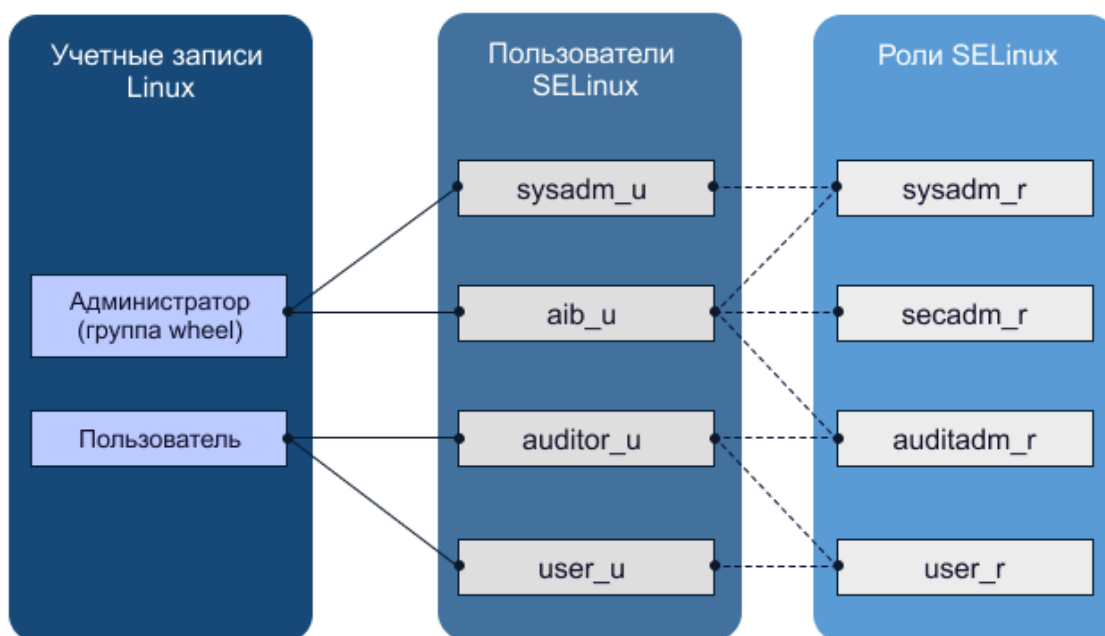 Учетные записи
Linux
Администратор
(группа wheel)
Пользователь
Пользователи
SELinux
sysadm_u
aib_u
auditor_u
user_u
Роли SELinux
sysadm_r
secadm_r
auditadm_r
user_r